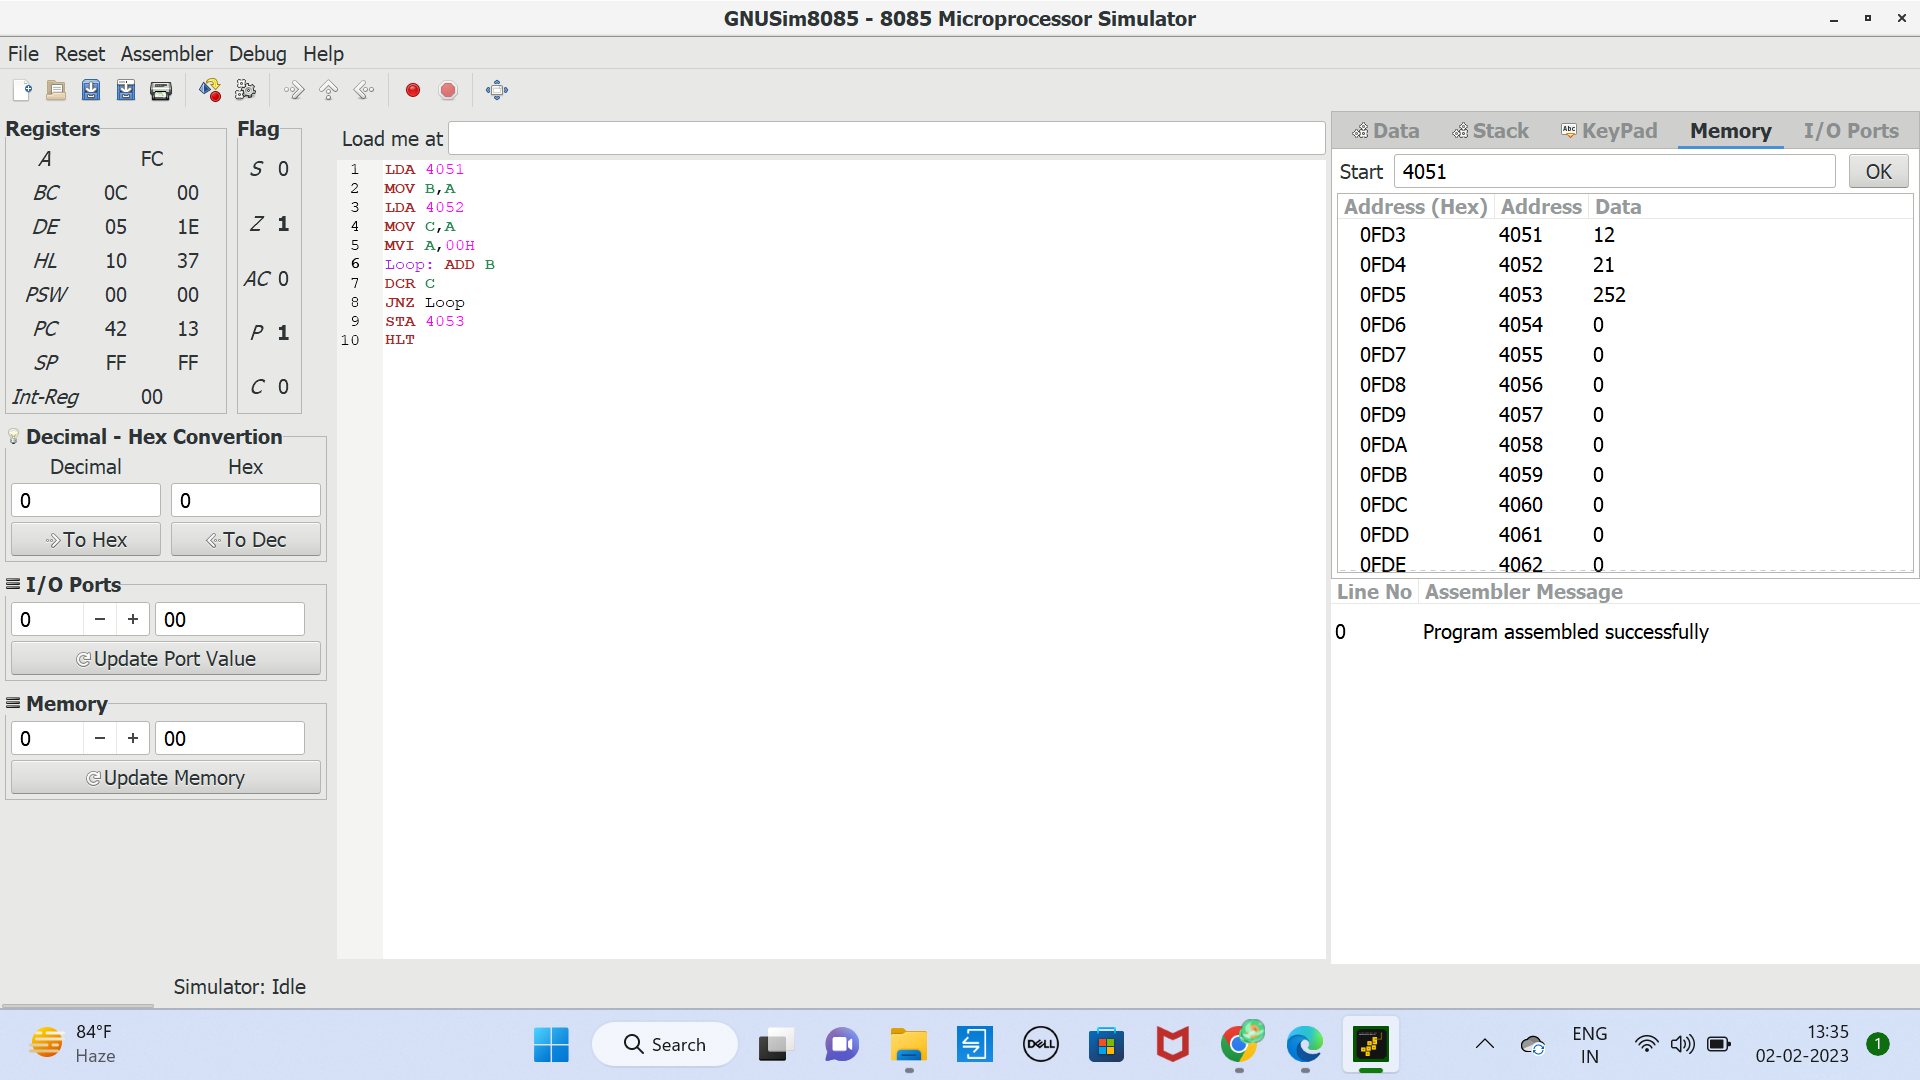 GNUSim8085 - 8085 Microprocessor Simulator
File Reset Assembler Debug Help
Registers
A FC
BC 0C 00
DE 05 1E
HL 10 37
PSW 00 00
PC 42 13
SP FF FF
Int-Reg 00
Flag
S 0
Z 1
AC 0
P 1
C 0
Decimal - Hex Convertion
Decimal Hex
0 0
To Hex To Dec
I/O Ports
0 − + 00
Update Port Value
Memory
0 − + 00
Update Memory
Load me at
1 LDA 4051
2 MOV B,A
3 LDA 4052
4 MOV C,A
5 MVI A,00H
6 Loop: ADD B
7 DCR C
8 JNZ Loop
9 STA 4053
10 HLT
Data Stack Abc KeyPad Memory I/O Ports
Start 4051 OK
Address (Hex) Address Data
0FD3 4051 12
0FD4 4052 21
0FD5 4053 252
0FD6 4054 0
0FD7 4055 0
0FD8 4056 0
0FD9 4057 0
0FDA 4058 0
0FDB 4059 0
0FDC 4060 0
0FDD 4061 0
0FDE 4062 0
Line No Assembler Message
0 Program assembled successfully
Simulator: Idle
84°F
Haze
Search
DELL
ENG
IN
13:35
02-02-2023
1